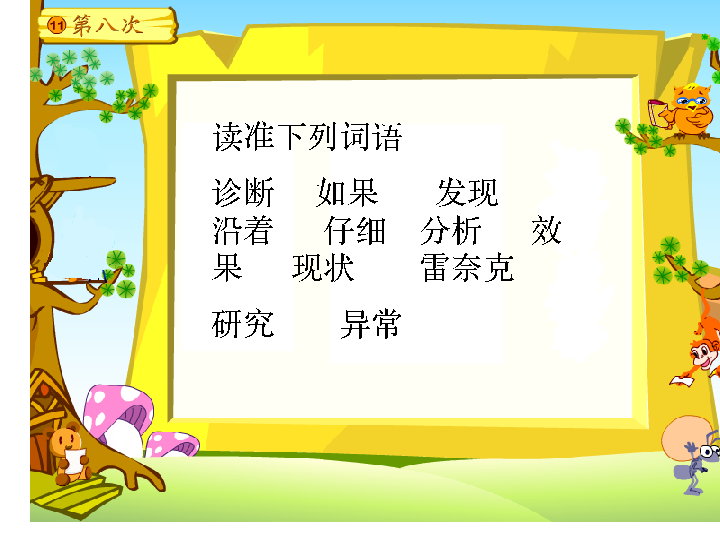 11 第八次
读准下列词语
诊断 如果 发现
沿着 仔细 分析 效
果 现状 雷奈克
研究 异常